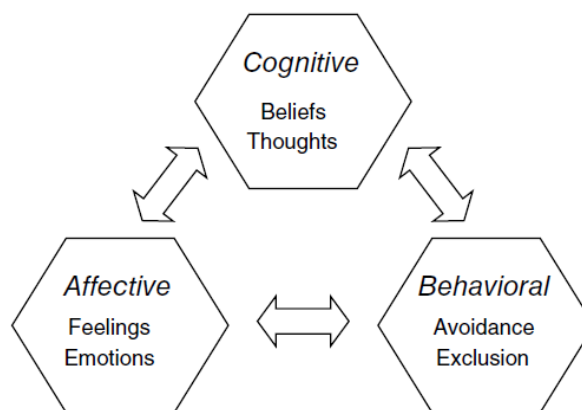 Cognitive
Beliefs
Thoughts
Affective
Feelings
Emotions
Behavioral
Avoidance
Exclusion